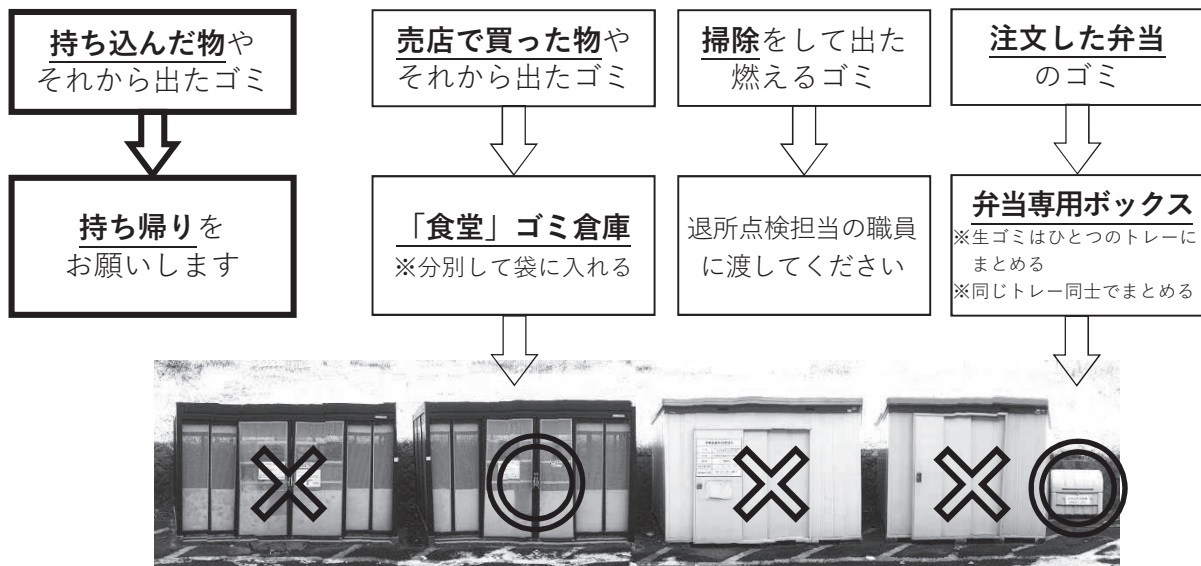 持ち込んだ物や
それから出たゴミ
持ち帰りを
お願いします
売店で買った物や
それから出たゴミ
「食堂」ゴミ倉庫
※分別して袋に入れる
掃除をして出た
燃えるゴミ
退所点検担当の職員
に渡してください
注文した弁当
のゴミ
弁当専用ボックス
※生ゴミはひとつのトレーに
まとめる
※同じトレー同士でまとめる